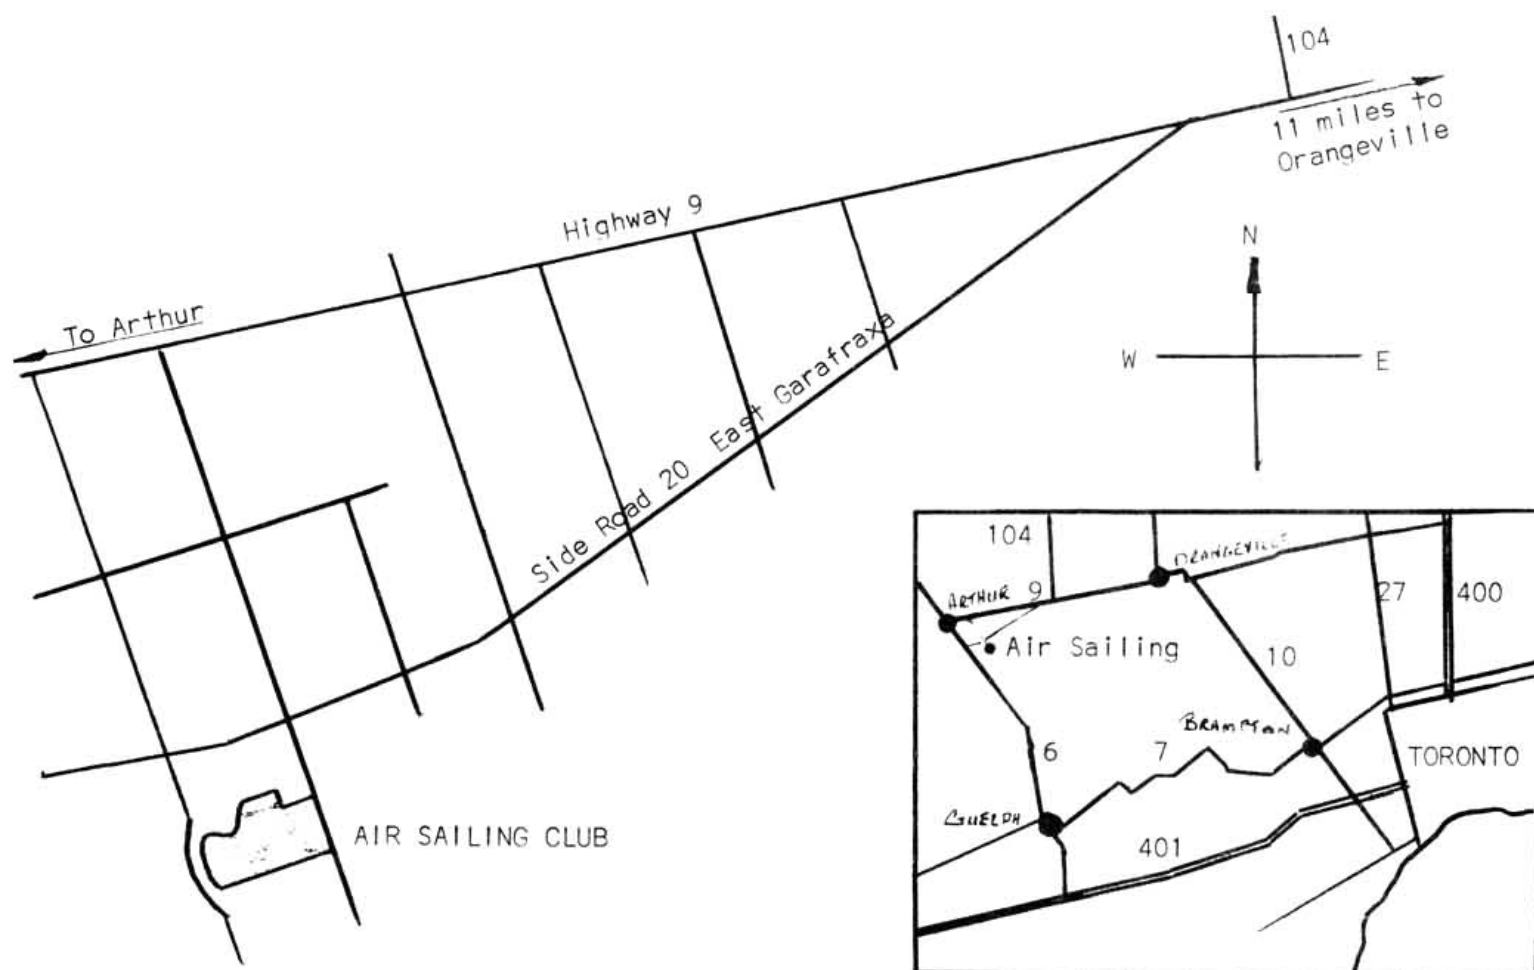 104
11 miles to
Orangeville
Highway 9
To Arthur
N
W E
Side Road 20 East Garafraxa
AIR SAILING CLUB
104
ORANGEVILLE
ARTHUR 9
27
400
Air Sailing
10
BRAMPTON
6
7
TORONTO
GUELPH
401